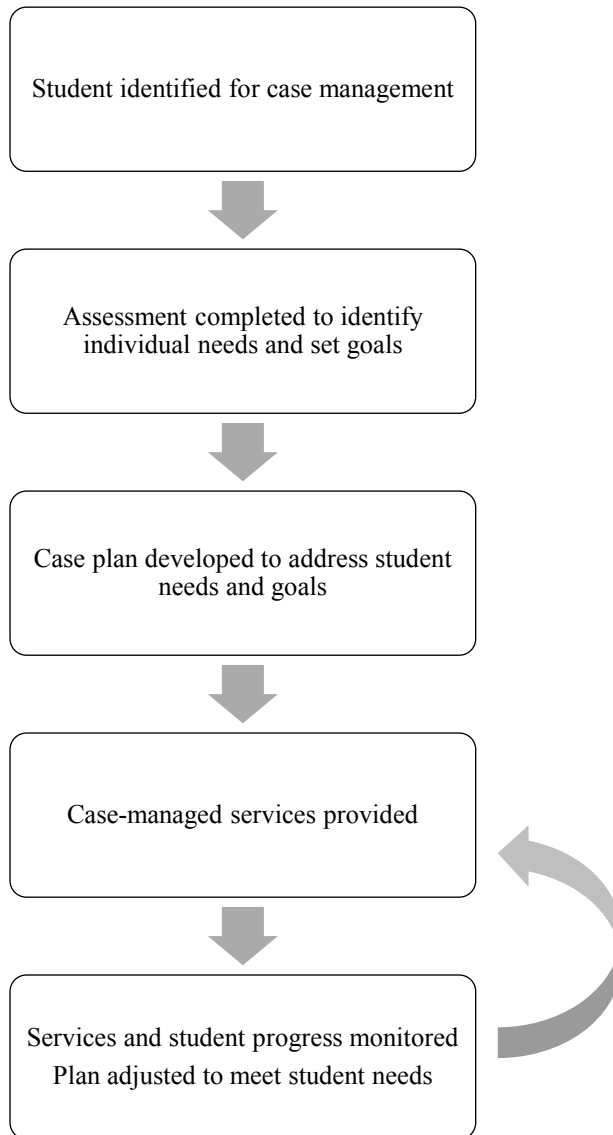 Student identified for case management
Assessment completed to identify
individual needs and set goals
Case plan developed to address student
needs and goals
Case-managed services provided
Services and student progress monitored
Plan adjusted to meet student needs